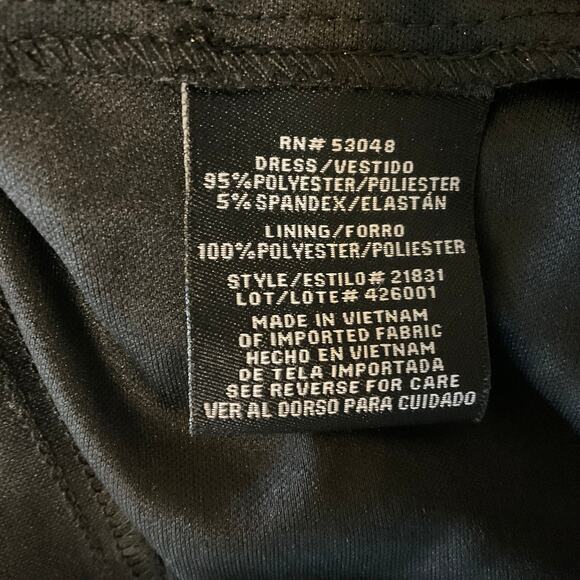 RN# 53048
DRESS/VESTIDO
95%POLYESTER/POLIESTER
5%SPANDEX/ELASTÁN
LINING/FORRO
100%POLYESTER/POLIESTER
STYLE/ESTILO# 21831
LOT/LOTE# 426001
MADE IN VIETNAM
OF IMPORTED FABRIC
HECHO EN VIETNAM
DE TELA IMPORTADA
SEE REVERSE FOR CARE
VER AL DORSO PARA CUIDADO